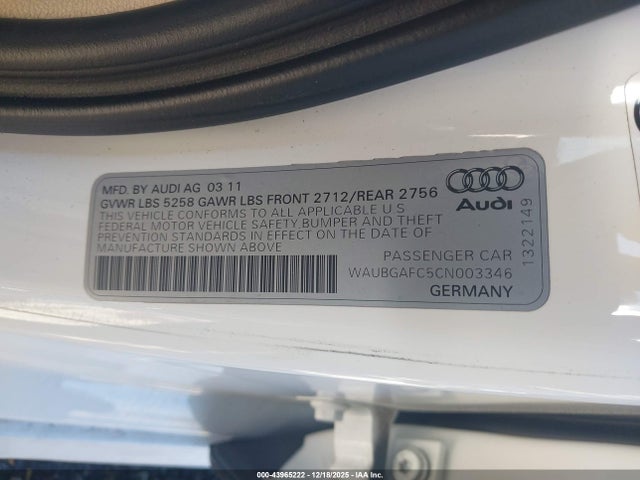 MFD. BY AUDI AG 03 11
GVWR LBS 5258 GAWR LBS FRONT 2712/REAR 2756
THIS VEHICLE CONFORMS TO ALL APPLICABLE U S
FEDERAL MOTOR VEHICLE SAFETY BUMPER AND THEFT
PREVENTION STANDARDS IN EFFECT ON THE DATE OF
MANUFACTURE SHOWN ABOVE
Audi
1322149
PASSENGER CAR
WAUBGAFC5CN003346
GERMANY
© 43965222 - 12/18/2025 - IAA Inc.